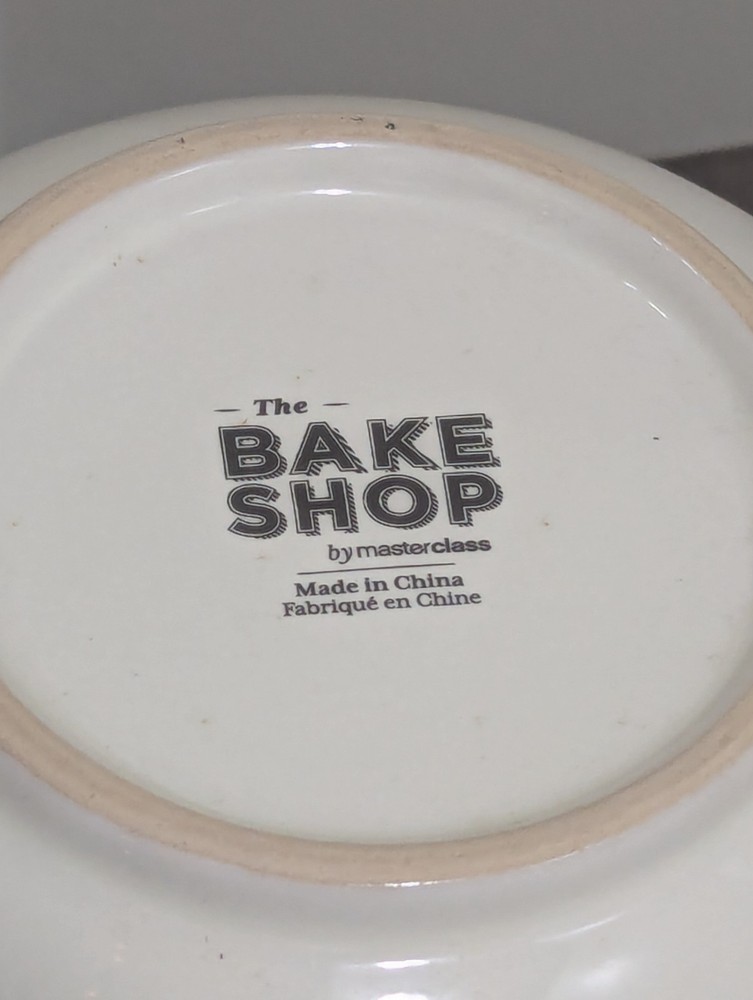 — The —
BAKE
SHOP
by masterclass
Made in China
Fabriqué en Chine